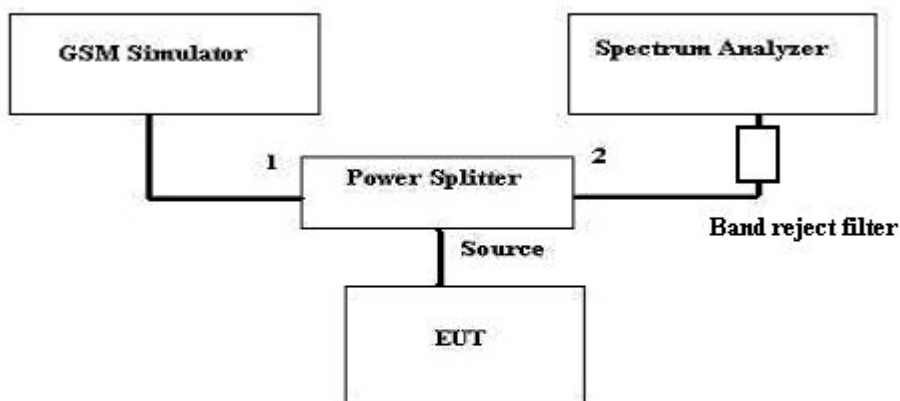 GSM Simulator
Spectrum Analyzer
1
Power Splitter
2
Band reject filter
Source
EUT